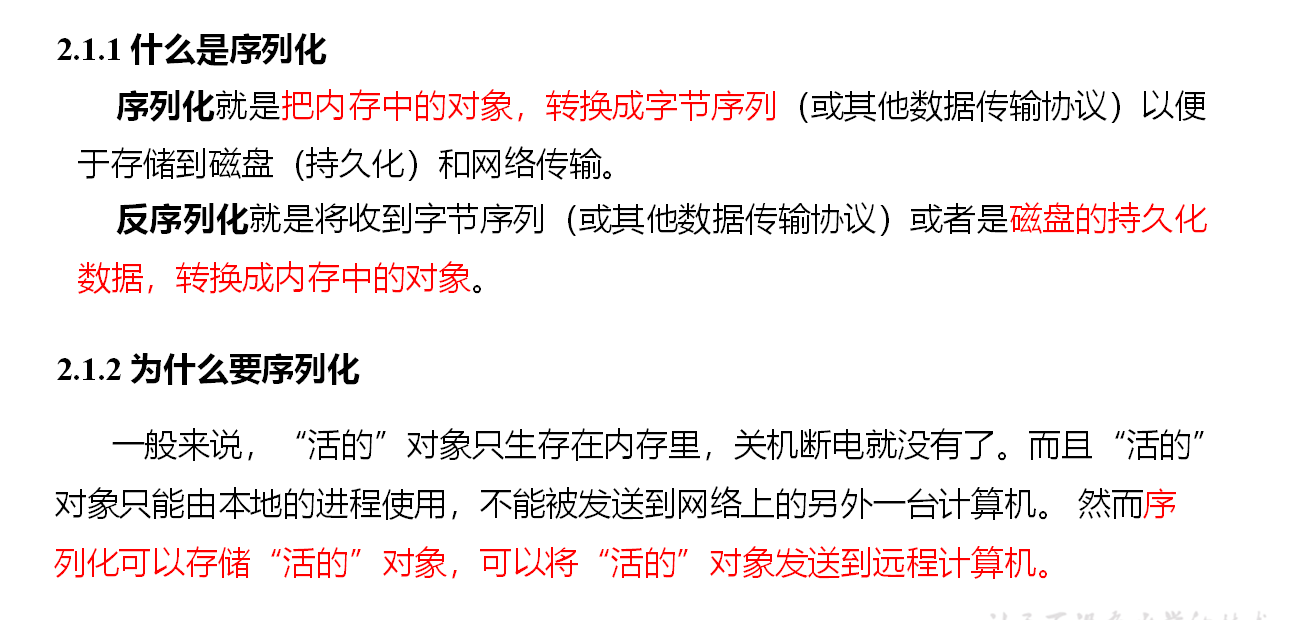 2.1.1 什么是序列化
序列化就是把内存中的对象，转换成字节序列（或其他数据传输协议）以便
于存储到磁盘（持久化）和网络传输。
反序列化就是将收到字节序列（或其他数据传输协议）或者是磁盘的持久化
数据，转换成内存中的对象。
2.1.2 为什么要序列化
一般来说，“活的”对象只生存在内存里，关机断电就没有了。而且“活的”
对象只能由本地的进程使用，不能被发送到网络上的另外一台计算机。 然而序
列化可以存储“活的”对象，可以将“活的”对象发送到远程计算机。